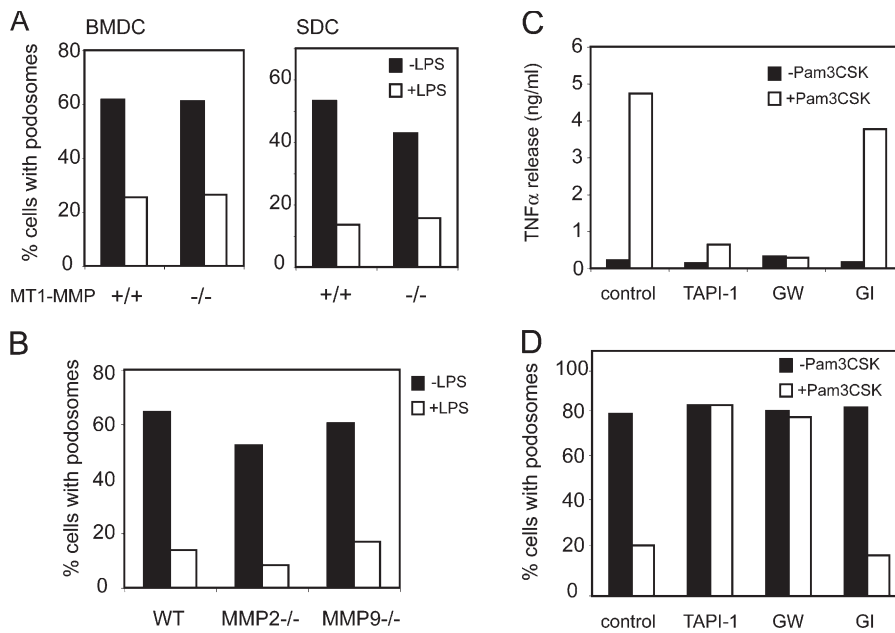 A
BMDC
SDC
% cells with podosomes
80
60
40
20
0
60
40
20
0
-LPS
+LPS
MT1-MMP +/+ -/- +/+ -/-
B
% cells with podosomes
80
60
40
20
0
-LPS
+LPS
WT MMP2-/- MMP9-/-
C
TNFα release (ng/ml)
6
5
4
3
2
1
0
-Pam3CSK
+Pam3CSK
control TAPI-1 GW GI
D
% cells with podosomes
100
80
60
40
20
0
-Pam3CSK
+Pam3CSK
control TAPI-1 GW GI